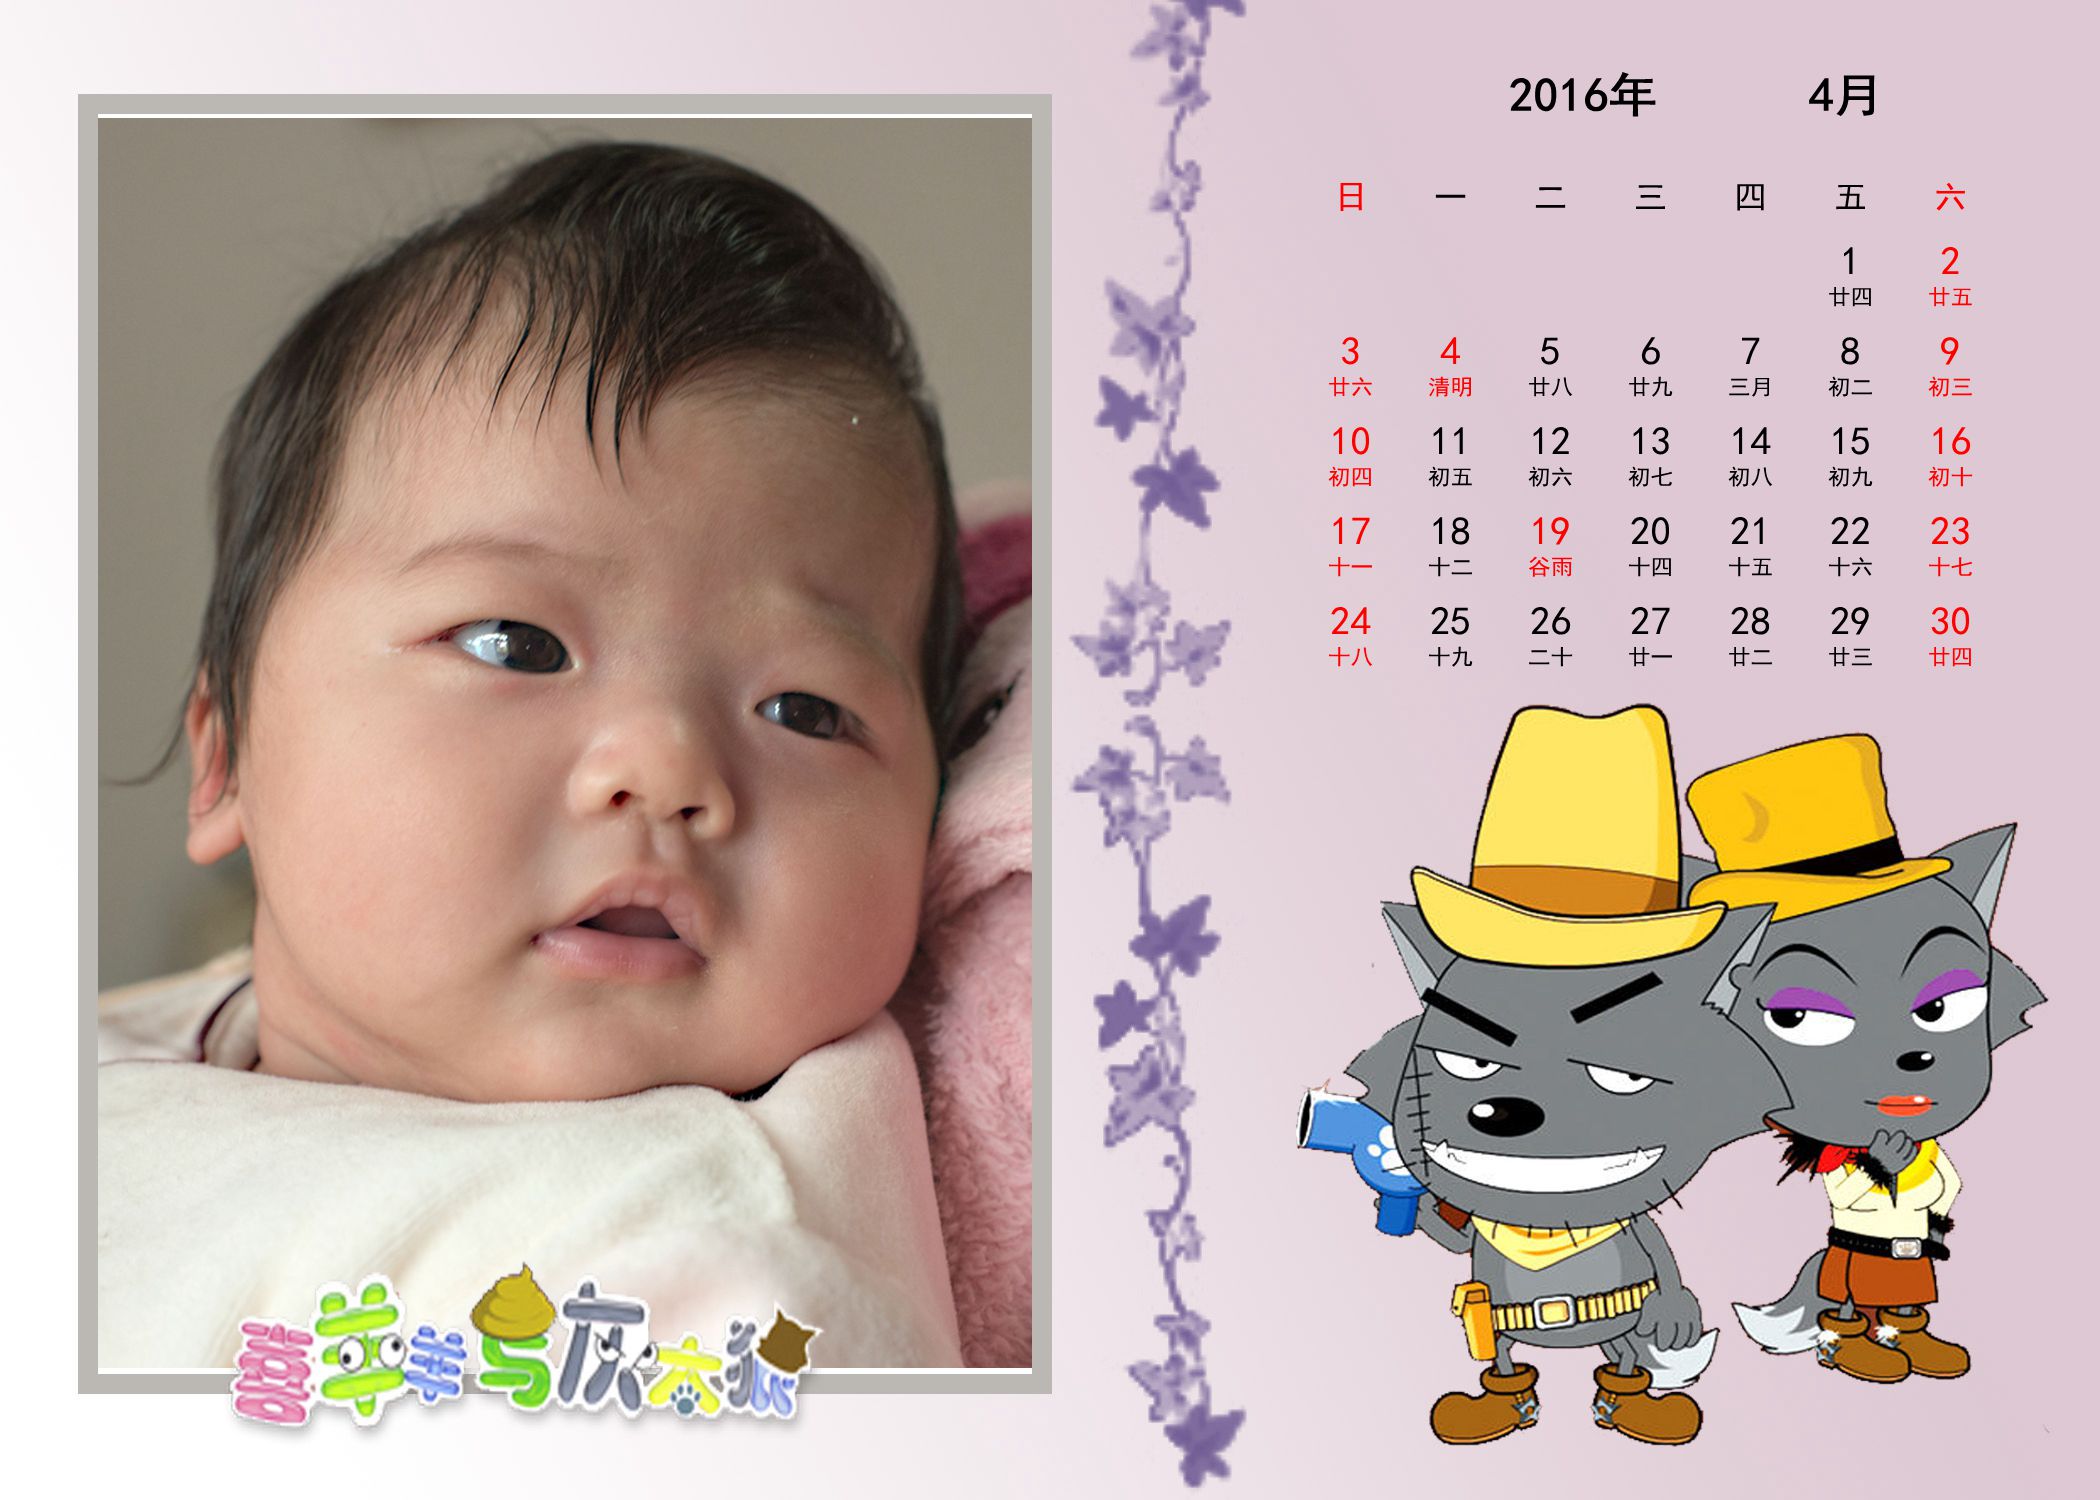 2016年 4月
日 一 二 三 四 五 六
1 2
廿四 廿五
3 4 5 6 7 8 9
廿六 清明 廿八 廿九 三月 初二 初三
10 11 12 13 14 15 16
初四 初五 初六 初七 初八 初九 初十
17 18 19 20 21 22 23
十一 十二 谷雨 十四 十五 十六 十七
24 25 26 27 28 29 30
十八 十九 二十 廿一 廿二 廿三 廿四
喜羊羊与灰太狼